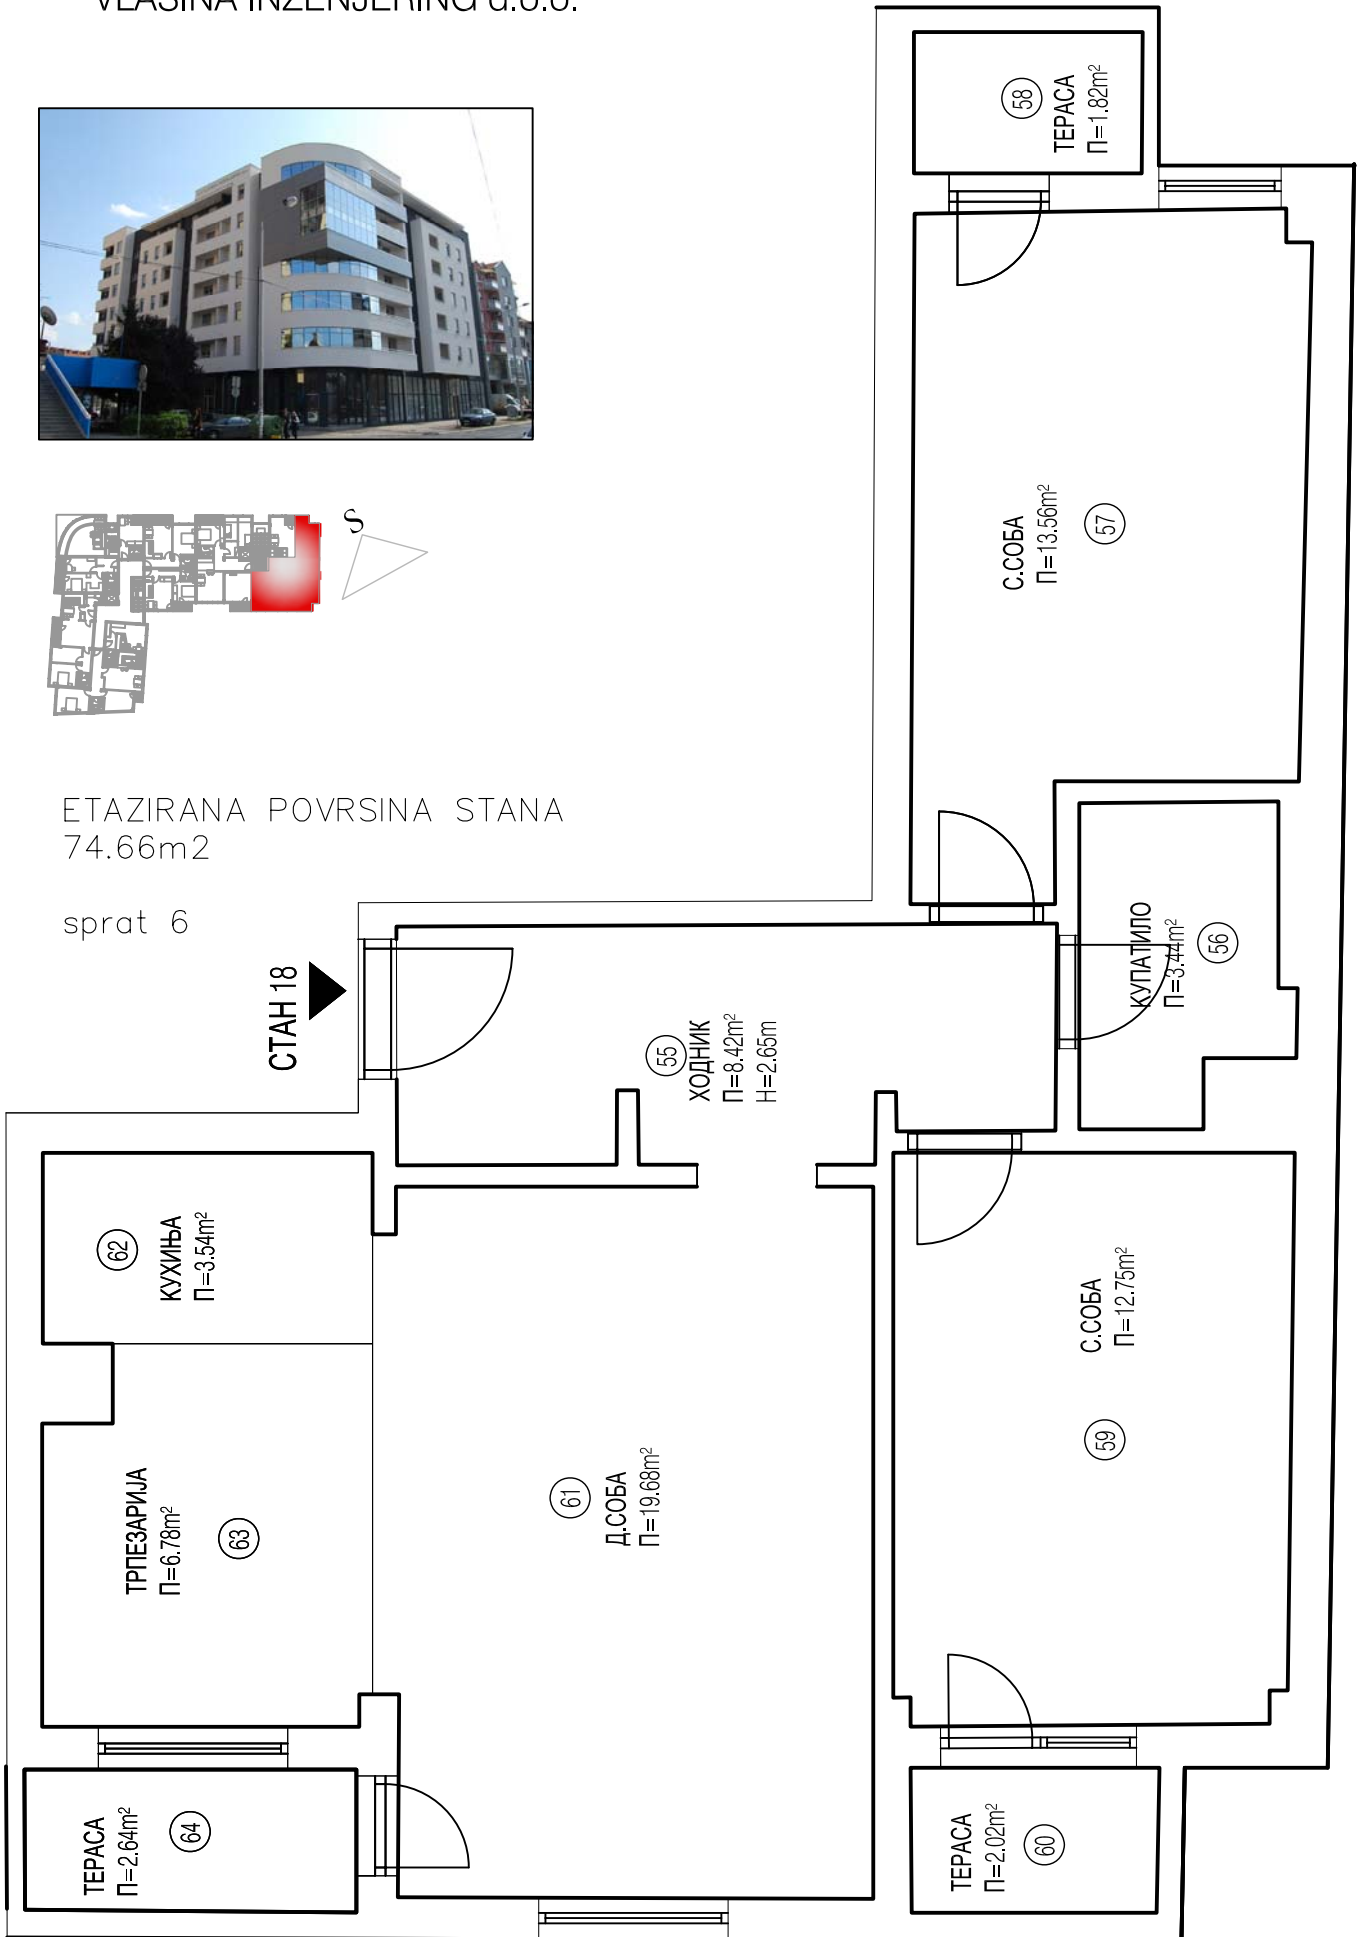 VLASINA INZENJERING d.o.o.
58
ТЕРАСА
П=1.82m²
S
С.СОБА
П=13.56m²
57
ETAZIRANA POVRSINA STANA
74.66m2
sprat 6
СТАН 18
55
ХОДНИК
П=8.42m²
Н=2.65m
КУПАТИЛО
П=3.44m²
56
62
КУХИЊА
П=3.54m²
С.СОБА
П=12.75m²
59
ТРПЕЗАРИЈА
П=6.78m²
63
61
Д.СОБА
П=19.68m²
ТЕРАСА
П=2.64m²
64
ТЕРАСА
П=2.02m²
60